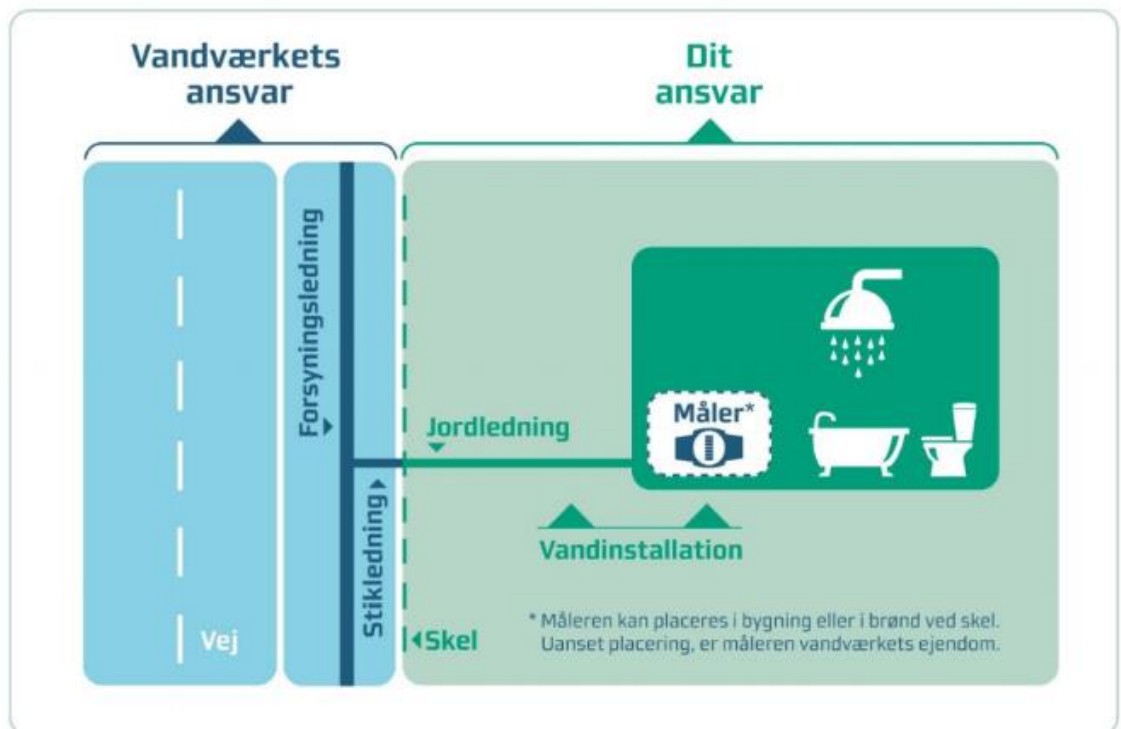 Vandværkets
ansvar
Dit
ansvar
Forsyningsledning
Stikledning
Vej
Skel
Jordledning
Måler*
Vandinstallation
* Måleren kan placeres i bygning eller i brønd ved skel.
Uanset placering, er måleren vandværkets ejendom.